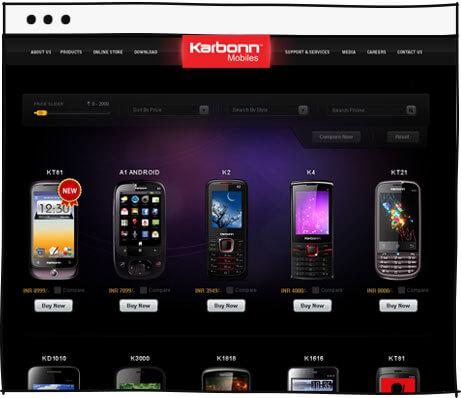 ABOUT US PRODUCTS ONLINE STORE DOWNLOAD Karbonn Mobiles SUPPORT & SERVICES MEDIA CAREERS CONTACT US
PRICE SLIDER ₹ 0 - 2000 Sort By Price Search By Style Search Phone
Compare Now Reset
KT61 A1 ANDROID K2 K4 KT21
NEW
12:30
INR 8999/- Compare INR 7099/- Compare INR 3949/- Compare INR 4000/- Compare INR 8000/- Compare
Buy Now Buy Now Buy Now Buy Now Buy Now
KD1010 K3000 K1818 K1616 KT81